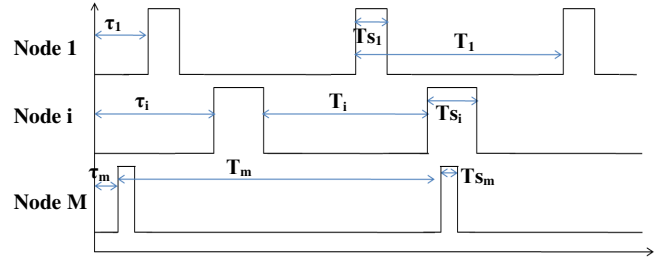 τ1
Ts1
Node 1
T1
τi
Ti
Node i
Tsi
τm
Tm
Tsm
Node M